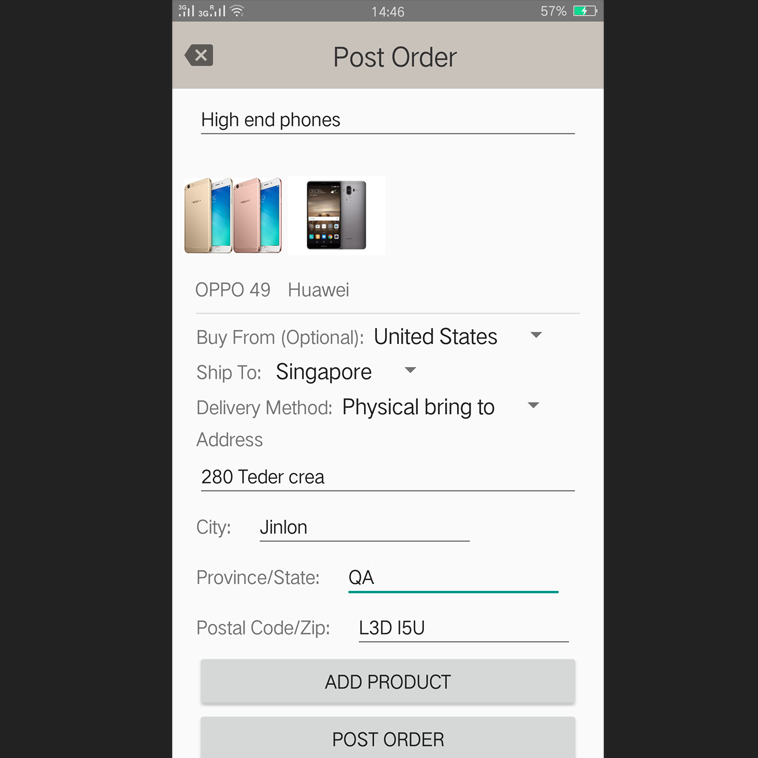 3G 3G R 14:46 57%
Post Order
High end phones
OPPO 49 Huawei
Buy From (Optional): United States
Ship To: Singapore
Delivery Method: Physical bring to
Address
280 Teder crea
City: Jinlon
Province/State: QA
Postal Code/Zip: L3D I5U
ADD PRODUCT
POST ORDER